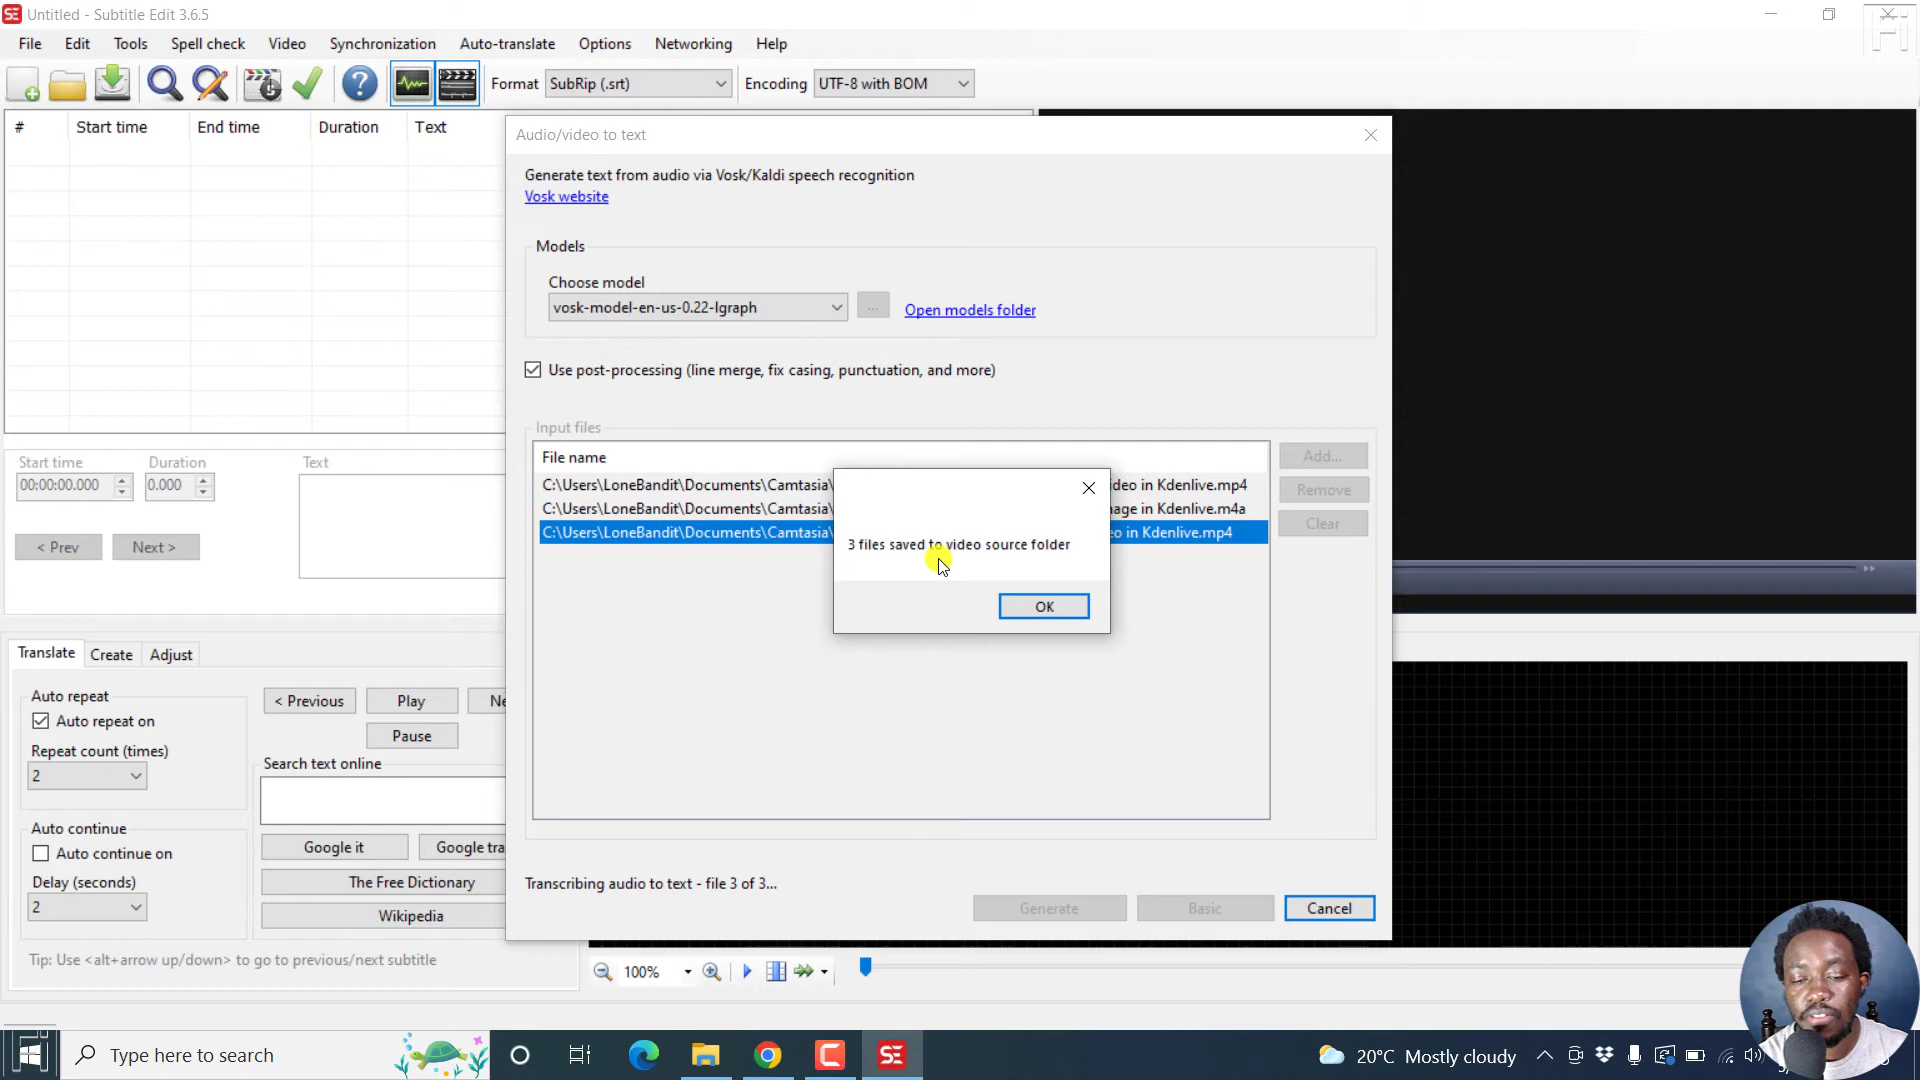 Untitled - Subtitle Edit 3.6.5
File Edit Tools Spell check Video Synchronization Auto-translate Options Networking Help
Format SubRip (.srt) Encoding UTF-8 with BOM
# Start time End time Duration Text
Audio/video to text
Generate text from audio via Vosk/Kaldi speech recognition
Vosk website
Models
Choose model
vosk-model-en-us-0.22-lgraph ... Open models folder
Use post-processing (line merge, fix casing, punctuation, and more)
Input files
File name
C:\Users\LoneBandit\Documents\Camtasia\ ideo in Kdenlive.mp4
C:\Users\LoneBandit\Documents\Camtasia\ nage in Kdenlive.m4a
C:\Users\LoneBandit\Documents\Camtasia\ eo in Kdenlive.mp4
Add...
Remove
Clear
3 files saved to video source folder
OK
Transcribing audio to text - file 3 of 3...
Generate Basic Cancel
Start time Duration Text
00:00:00.000 0.000
< Prev Next >
Translate Create Adjust
Auto repeat
Auto repeat on
Repeat count (times)
2
Auto continue
Auto continue on
Delay (seconds)
2
< Previous Play Ne
Pause
Search text online
Google it Google tra
The Free Dictionary
Wikipedia
Tip: Use <alt+arrow up/down> to go to previous/next subtitle
100%
Type here to search
SE
20°C Mostly cloudy